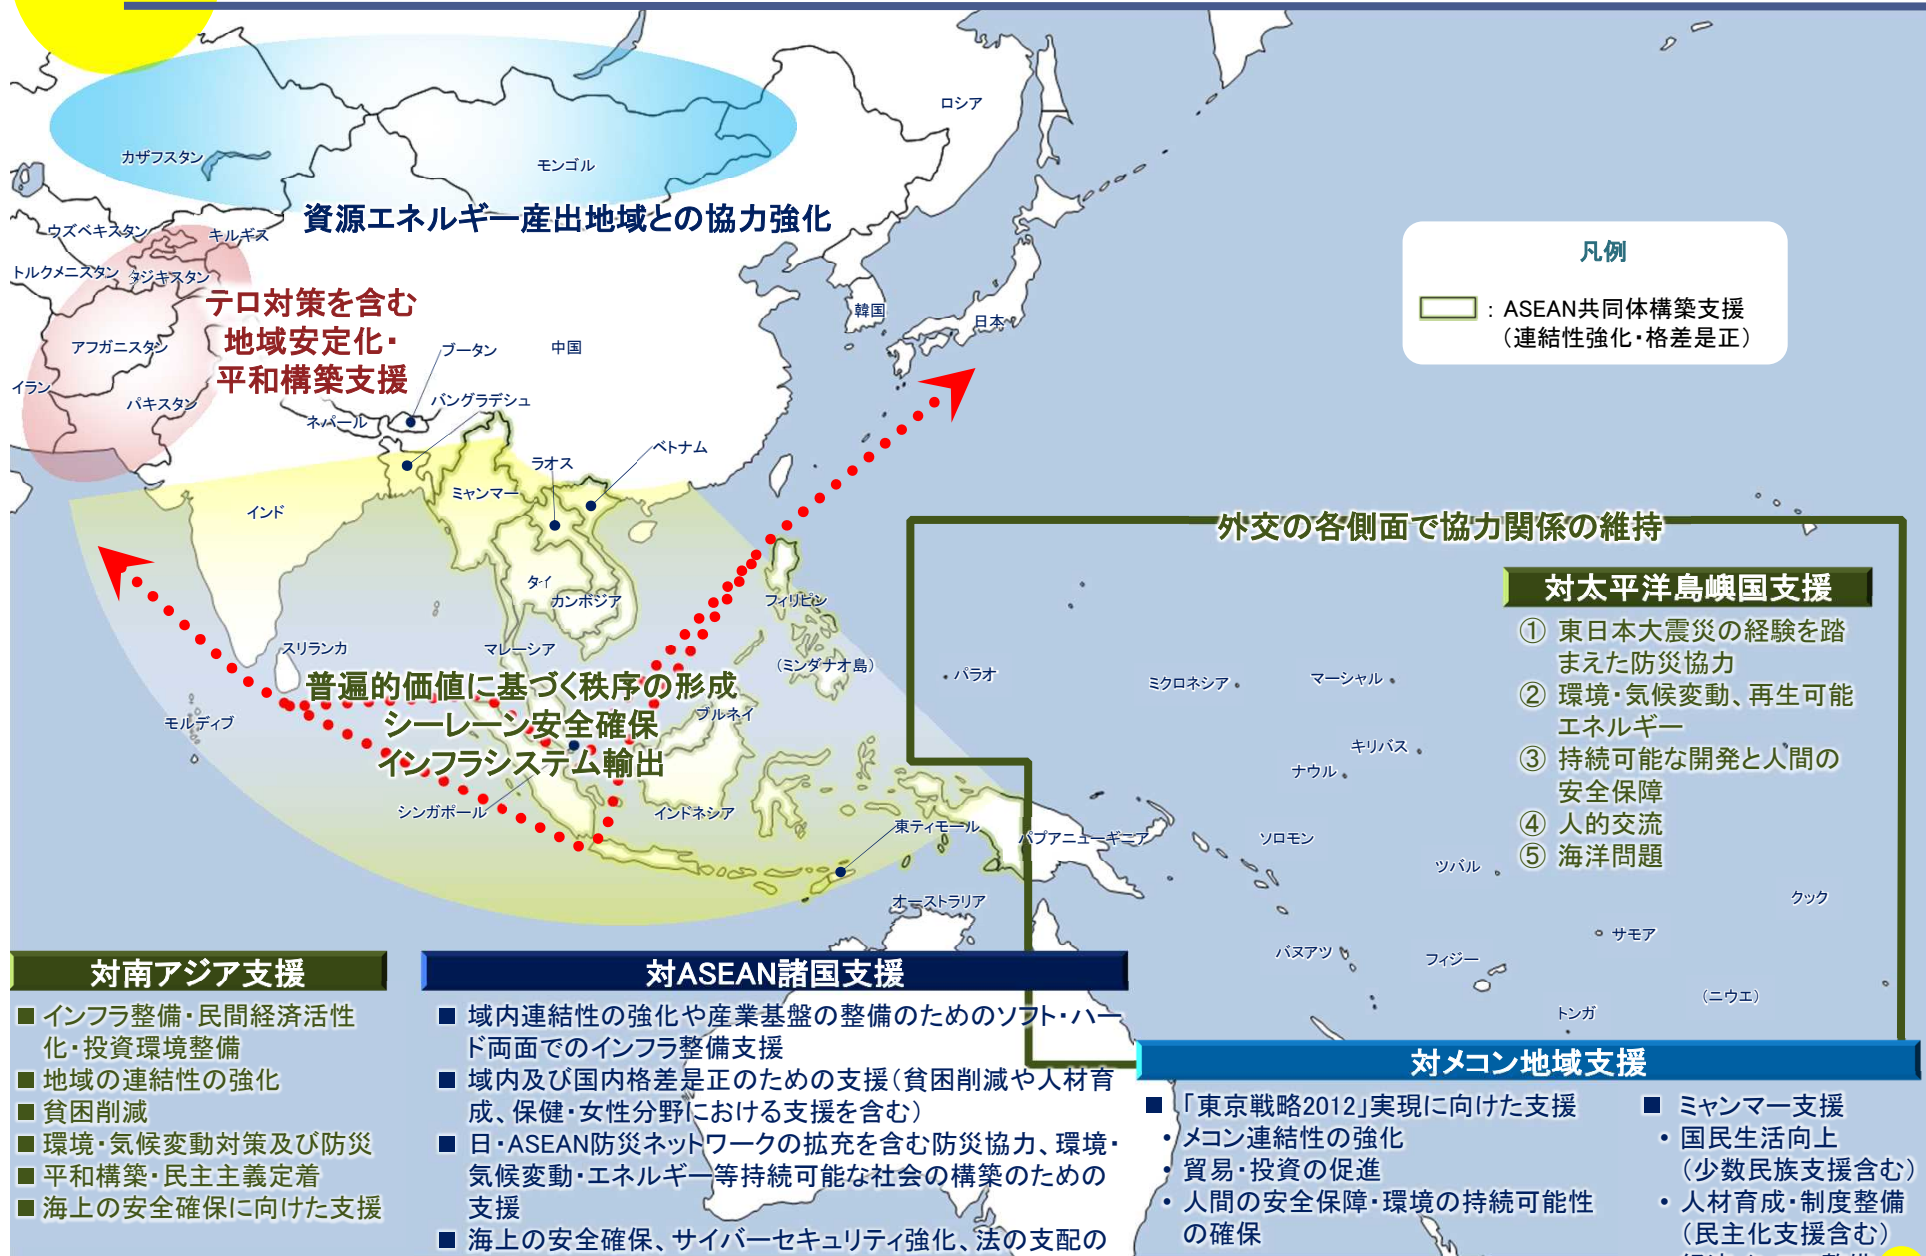 ロシア
カザフスタン
モンゴル
資源エネルギー産出地域との協力強化
ウズベキスタン
キルギス
トルクメニスタン
タジキスタン
テロ対策を含む
地域安定化・
平和構築支援
アフガニスタン
イラン
パキスタン
ブータン
中国
バングラデシュ
ネパール
韓国
日本
凡例
：ASEAN共同体構築支援
（連結性強化・格差是正）
ベトナム
ラオス
ミャンマー
インド
タイ
カンボジア
フィリピン
スリランカ
マレーシア
（ミンダナオ島）
普遍的価値に基づく秩序の形成
シーレーン安全確保
インフラシステム輸出
モルディブ
ブルネイ
シンガポール
インドネシア
東ティモール
パプアニューギニア
オーストラリア
外交の各側面で協力関係の維持
対太平洋島嶼国支援
① 東日本大震災の経験を踏
まえた防災協力
② 環境・気候変動、再生可能
エネルギー
③ 持続可能な開発と人間の
安全保障
④ 人的交流
⑤ 海洋問題
パラオ
ミクロネシア
マーシャル
キリバス
ナウル
ソロモン
ツバル
クック
サモア
バヌアツ
フィジー
（ニウエ）
トンガ
対南アジア支援
■ インフラ整備・民間経済活性
化・投資環境整備
■ 地域の連結性の強化
■ 貧困削減
■ 環境・気候変動対策及び防災
■ 平和構築・民主主義定着
■ 海上の安全確保に向けた支援
対ASEAN諸国支援
■ 域内連結性の強化や産業基盤の整備のためのソフト・ハー
ド両面でのインフラ整備支援
■ 域内及び国内格差是正のための支援（貧困削減や人材育
成、保健・女性分野における支援を含む）
■ 日・ASEAN防災ネットワークの拡充を含む防災協力、環境・
気候変動・エネルギー等持続可能な社会の構築のための
支援
■ 海上の安全確保、サイバーセキュリティ強化、法の支配の
対メコン地域支援
■ 「東京戦略2012」実現に向けた支援
・メコン連結性の強化
・貿易・投資の促進
・人間の安全保障・環境の持続可能性
の確保
■ ミャンマー支援
・国民生活向上
（少数民族支援含む）
・人材育成・制度整備
（民主化支援含む）